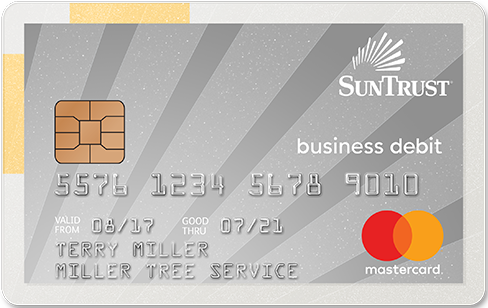 SUNTRUST
business debit
5576 1234 5678 9010
VALID FROM 08/17 GOOD THRU 07/21
TERRY MILLER
MILLER TREE SERVICE
mastercard.